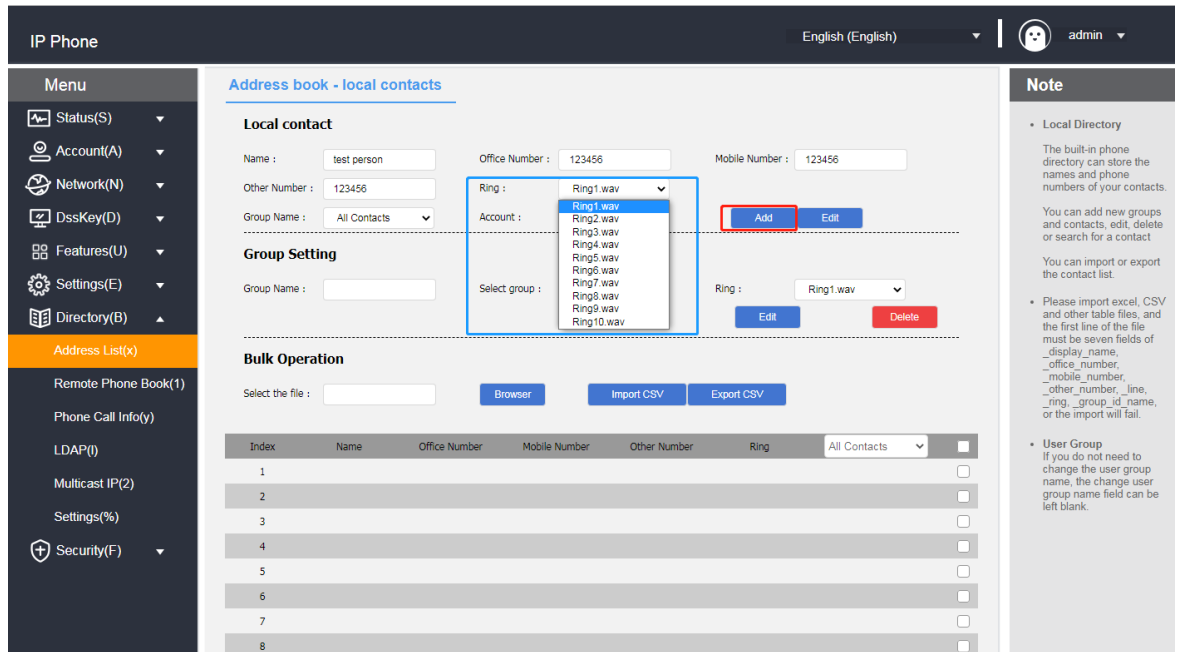 IP Phone
English (English)
admin
Menu
Status(S)
Account(A)
Network(N)
DssKey(D)
Features(U)
Settings(E)
Directory(B)
Address List(x)
Remote Phone Book(1)
Phone Call Info(y)
LDAP(l)
Multicast IP(2)
Settings(%)
Security(F)
Address book - local contacts
Local contact
Name : test person Office Number : 123456 Mobile Number : 123456
Other Number : 123456 Ring : Ring1.wav
Group Name : All Contacts Account : Add Edit
Ring1.wav
Ring2.wav
Ring3.wav
Ring4.wav
Ring5.wav
Ring6.wav
Ring7.wav
Ring8.wav
Ring9.wav
Ring10.wav
Group Setting
Group Name : Select group : Ring : Ring1.wav
Edit Delete
Bulk Operation
Select the file : Browser Import CSV Export CSV
Index Name Office Number Mobile Number Other Number Ring All Contacts
1
2
3
4
5
6
7
8
Note
• Local Directory
The built-in phone
directory can store the
names and phone
numbers of your contacts.
You can add new groups
and contacts, edit, delete
or search for a contact
You can import or export
the contact list.
• Please import excel, CSV
and other table files, and
the first line of the file
must be seven fields of
_display_name,
_office_number,
_mobile_number,
_other_number, _line,
_ring, _group_id_name,
or the import will fail.
• User Group
If you do not need to
change the user group
name, the change user
group name field can be
left blank.